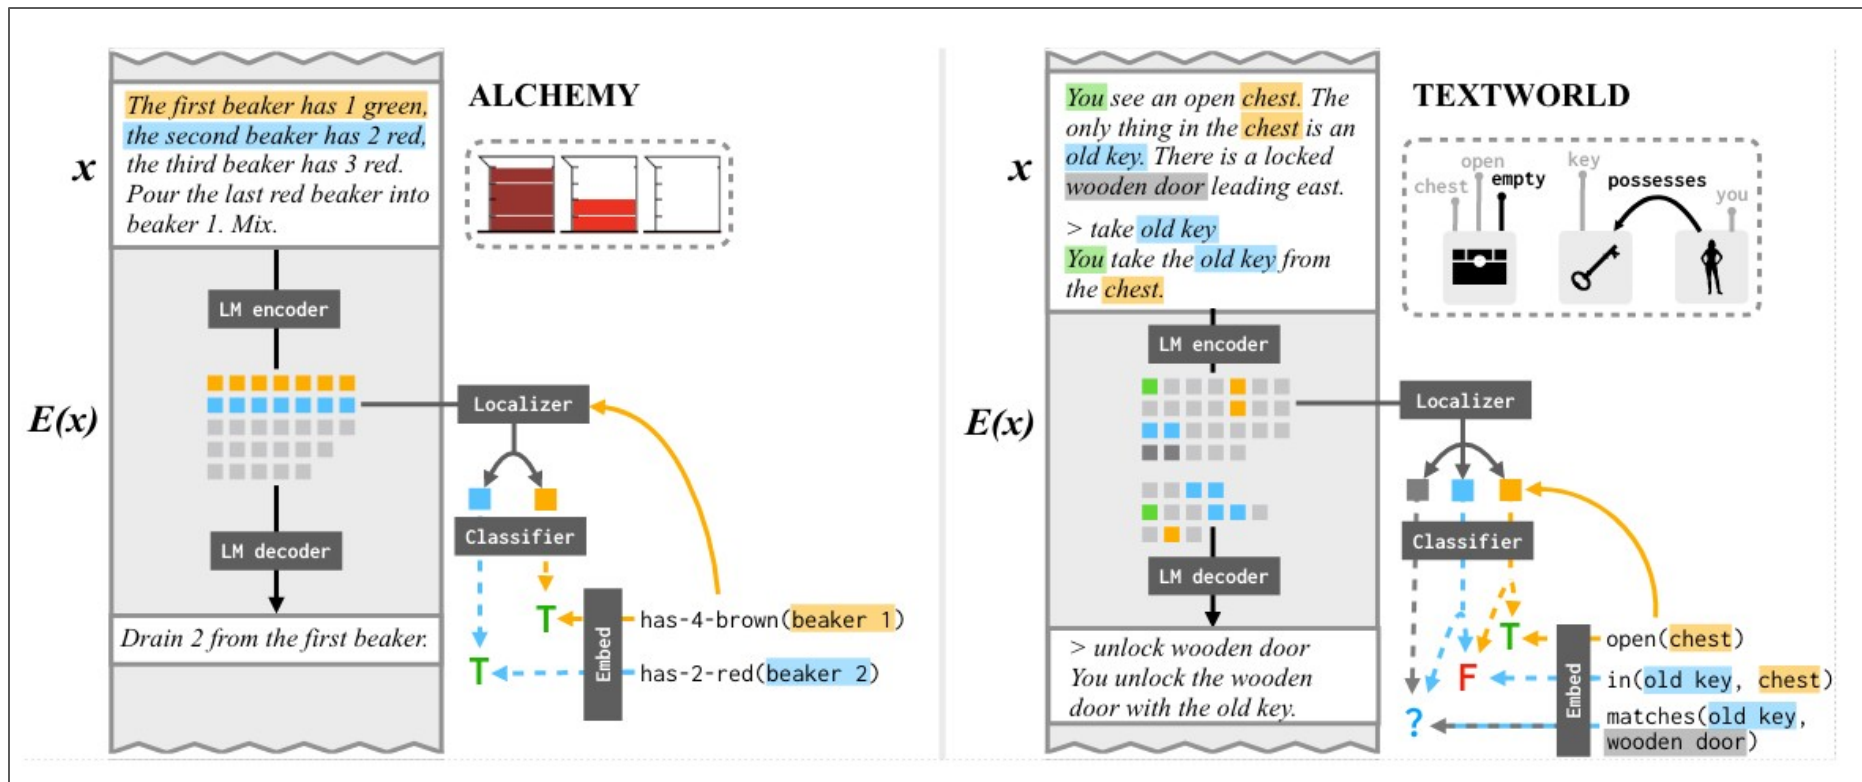 The first beaker has 1 green,
the second beaker has 2 red,
the third beaker has 3 red.
Pour the last red beaker into
beaker 1. Mix.
x
ALCHEMY
LM encoder
E(x)
Localizer
Classifier
LM decoder
T
T
Embed
has-4-brown(beaker 1)
has-2-red(beaker 2)
Drain 2 from the first beaker.
You see an open chest. The
only thing in the chest is an
old key. There is a locked
wooden door leading east.
> take old key
You take the old key from
the chest.
x
TEXTWORLD
chest
open
empty
key
possesses
you
LM encoder
E(x)
Localizer
Classifier
LM decoder
T
F
?
Embed
open(chest)
in(old key, chest)
matches(old key,
wooden door)
> unlock wooden door
You unlock the wooden
door with the old key.